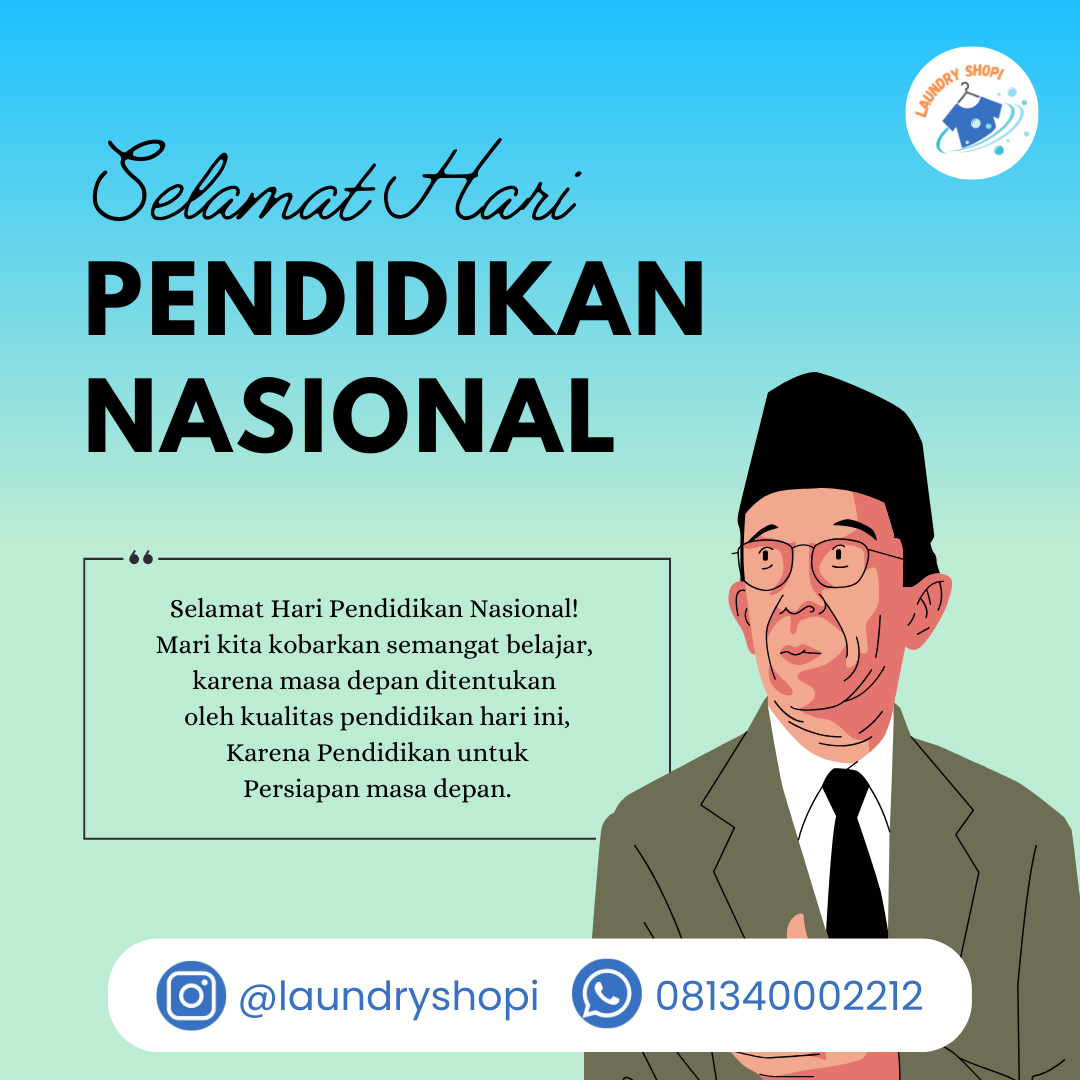 LAUNDRY SHOPI
Selamat Hari
PENDIDIKAN
NASIONAL
“
Selamat Hari Pendidikan Nasional!
Mari kita kobarkan semangat belajar,
karena masa depan ditentukan
oleh kualitas pendidikan hari ini,
Karena Pendidikan untuk
Persiapan masa depan.
@laundryshopi
081340002212